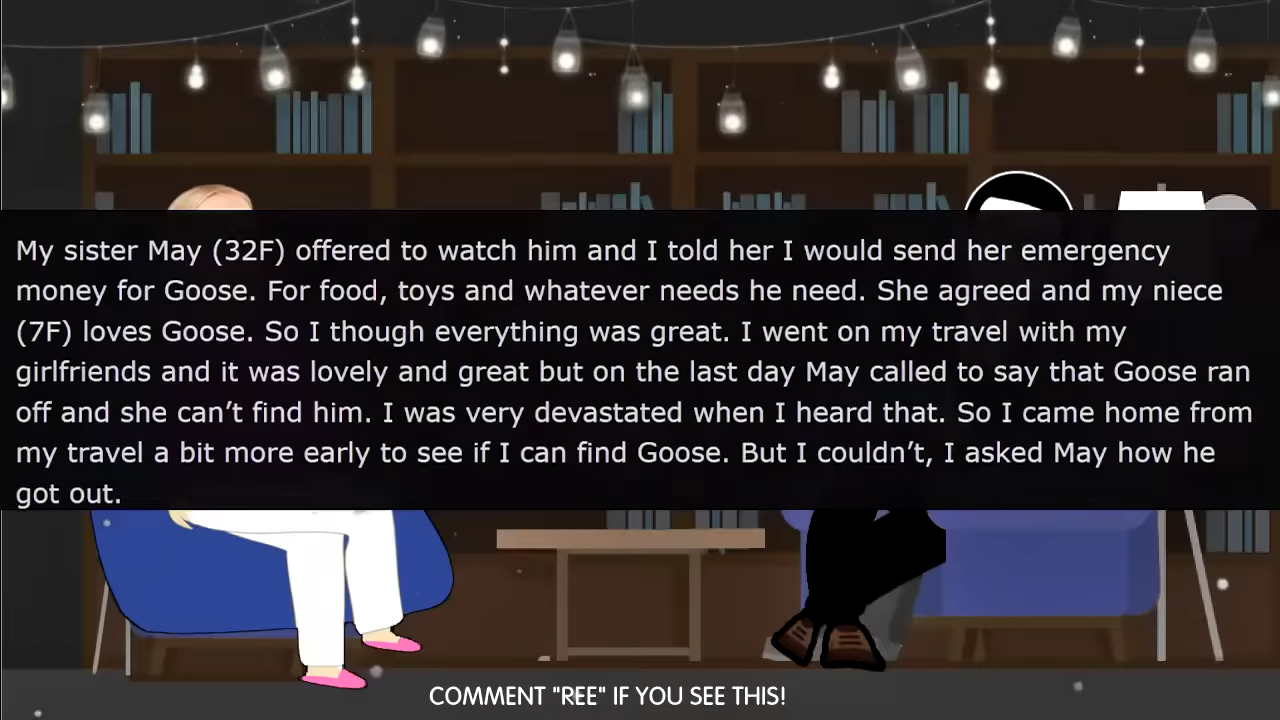 My sister May (32F) offered to watch him and I told her I would send her emergency
money for Goose. For food, toys and whatever needs he need. She agreed and my niece
(7F) loves Goose. So I though everything was great. I went on my travel with my
girlfriends and it was lovely and great but on the last day May called to say that Goose ran
off and she can’t find him. I was very devastated when I heard that. So I came home from
my travel a bit more early to see if I can find Goose. But I couldn’t, I asked May how he
got out.
COMMENT "REE" IF YOU SEE THIS!